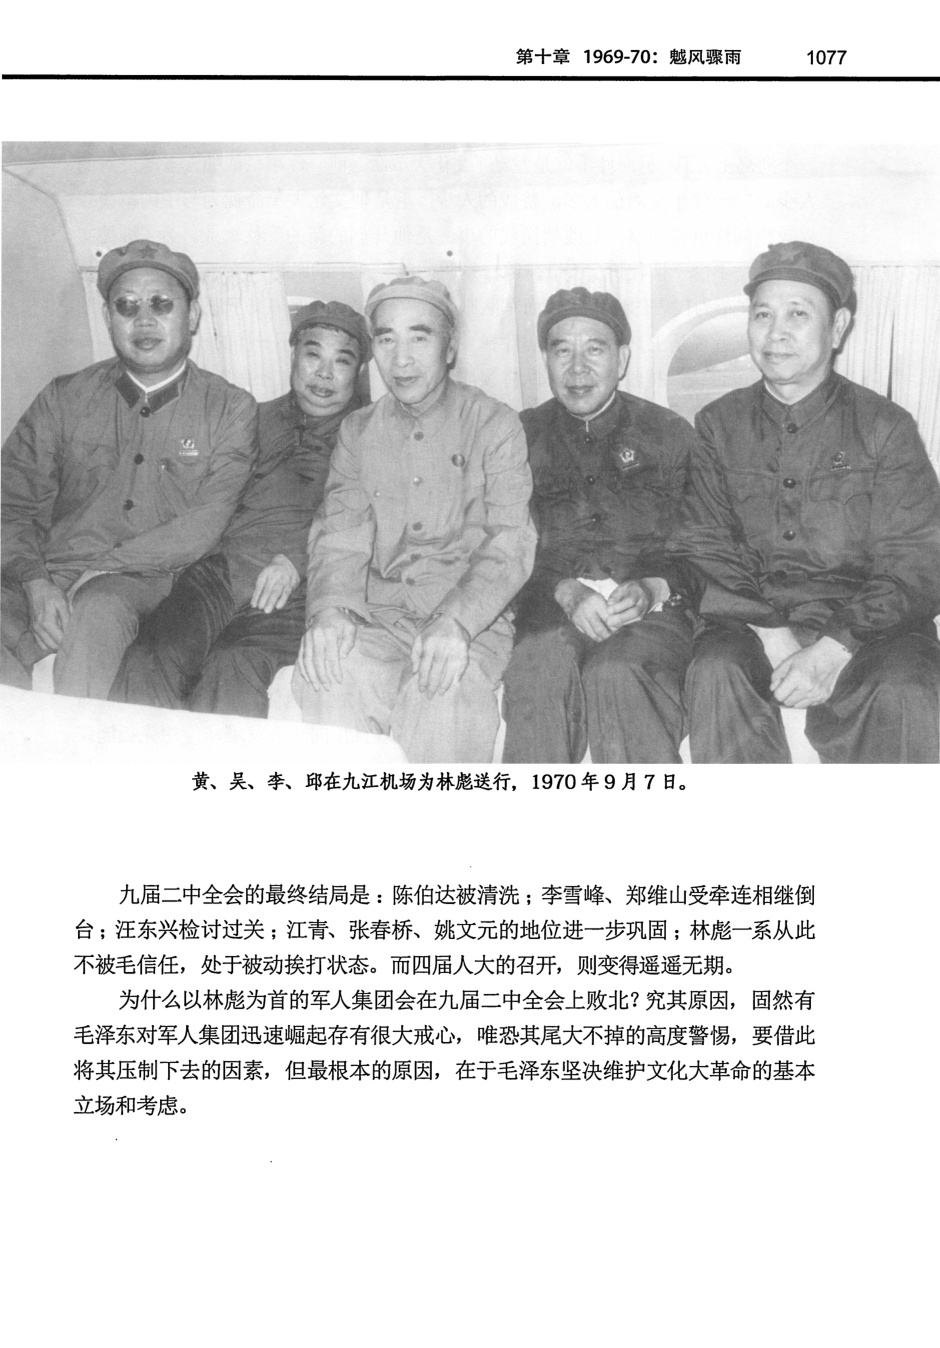 第十章 1969-70：魆风骤雨 1077
黄、吴、李、邱在九江机场为林彪送行，1970年9月7日。
九届二中全会的最终结局是：陈伯达被清洗；李雪峰、郑维山受牵连相继倒
台；汪东兴检讨过关；江青、张春桥、姚文元的地位进一步巩固；林彪一系从此
不被毛信任，处于被动挨打状态。而四届人大的召开，则变得遥遥无期。
为什么以林彪为首的军人集团会在九届二中全会上败北？究其原因，固然有
毛泽东对军人集团迅速崛起存有很大戒心，唯恐其尾大不掉的高度警惕，要借此
将其压制下去的因素，但最根本的原因，在于毛泽东坚决维护文化大革命的基本
立场和考虑。